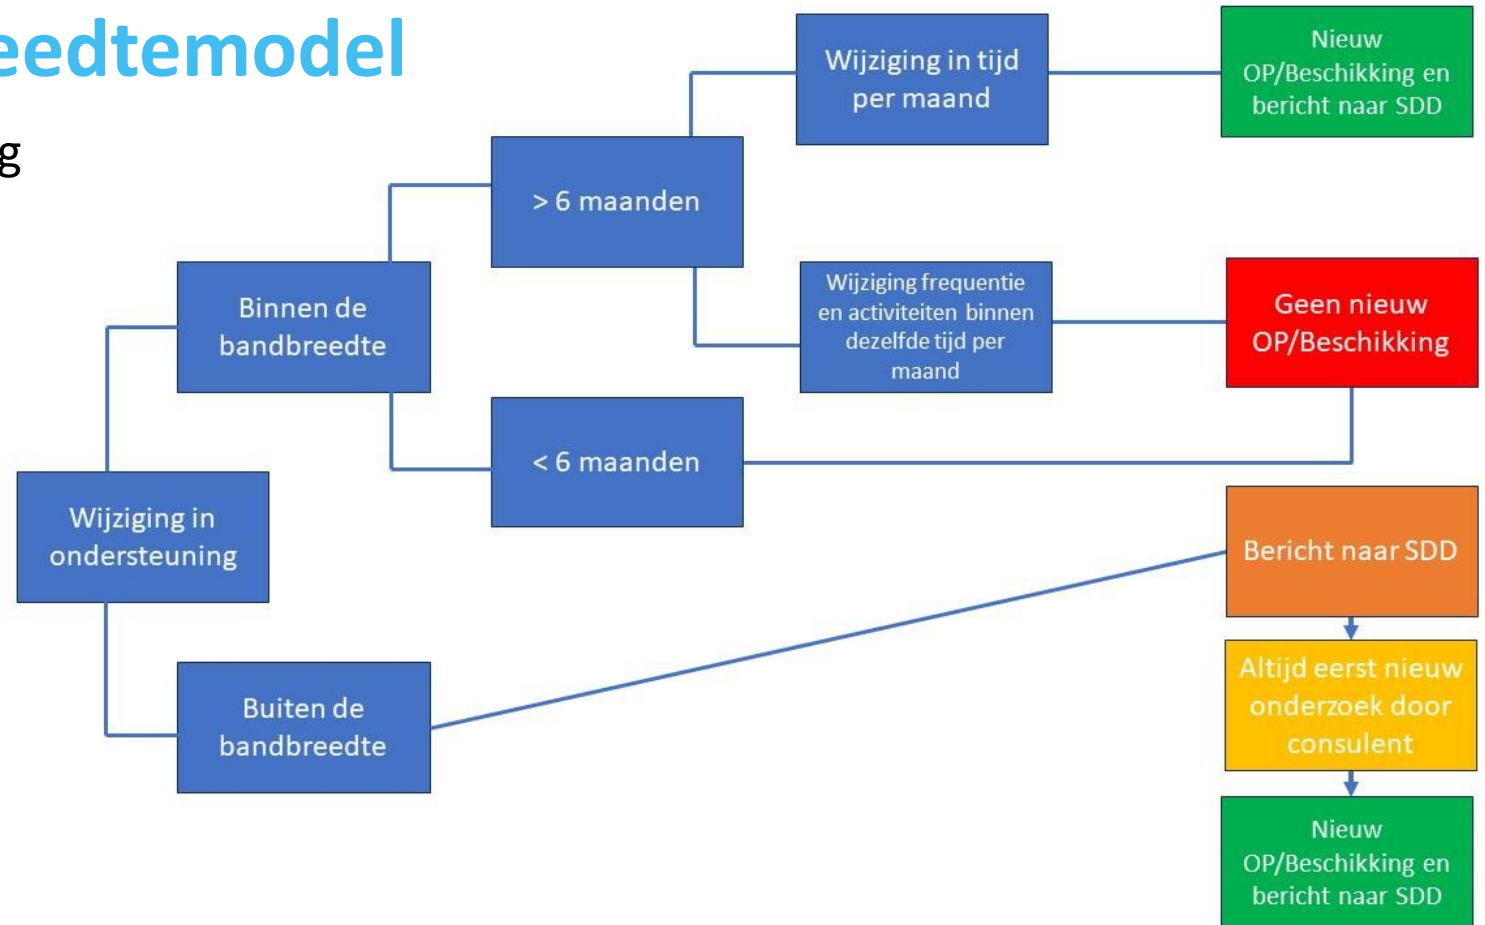 eedtemodel
g
Wijziging in tijd
per maand
Nieuw
OP/Beschikking en
bericht naar SDD
> 6 maanden
Binnen de
bandbreedte
Wijziging frequentie
en activiteiten binnen
dezelfde tijd per
maand
Geen nieuw
OP/Beschikking
< 6 maanden
Wijziging in
ondersteuning
Bericht naar SDD
Buiten de
bandbreedte
Altijd eerst nieuw
onderzoek door
consulent
Nieuw
OP/Beschikking en
bericht naar SDD